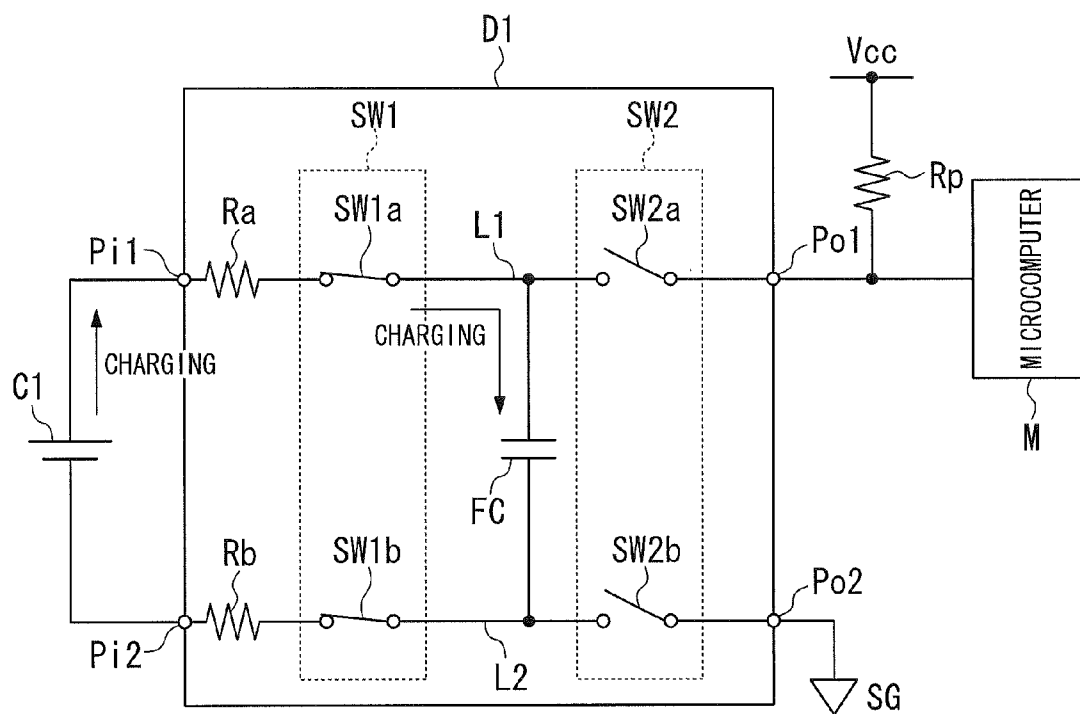 D1
Vcc
SW1
SW2
Rp
Ra
SW1a
L1
SW2a
Po1
Pi1
MICROCOMPUTER
CHARGING
CHARGING
C1
M
FC
Rb
SW1b
SW2b
Po2
Pi2
L2
SG